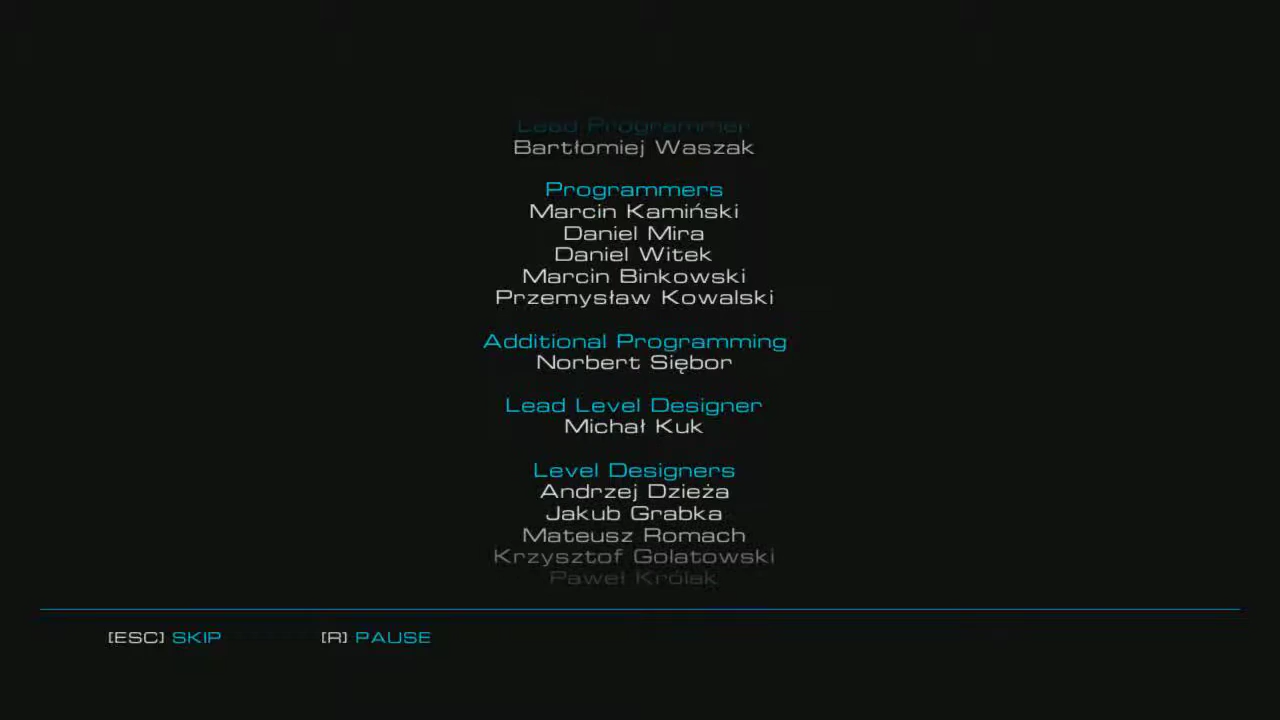 Lead Programmer
Bartłomiej Waszak
Programmers
Marcin Kamiński
Daniel Mira
Daniel Witek
Marcin Binkowski
Przemysław Kowalski
Additional Programming
Norbert Siębor
Lead Level Designer
Michał Kuk
Level Designers
Andrzej Dzieża
Jakub Grabka
Mateusz Romach
Krzysztof Golatowski
Paweł Królak
[ESC] SKIP [R] PAUSE